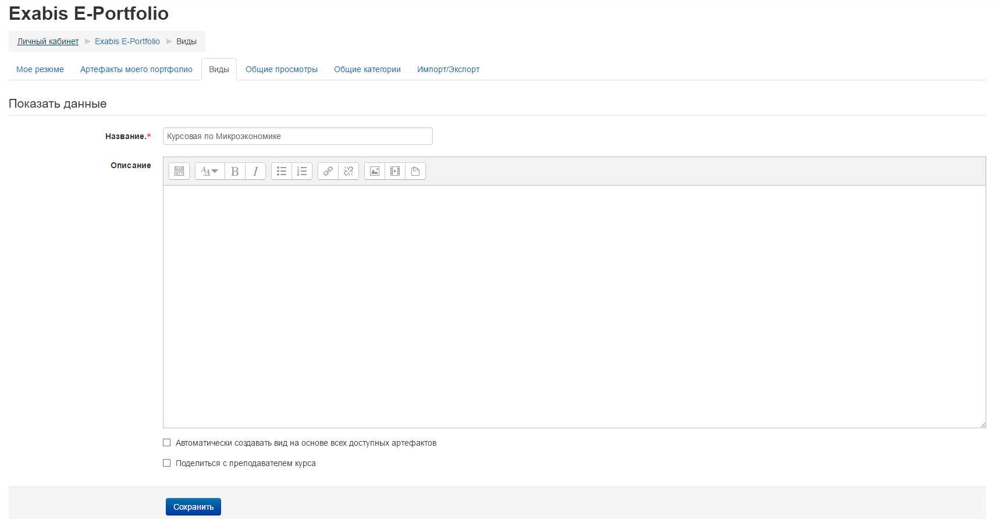 Exabis E-Portfolio
Личный кабинет ► Exabis E-Portfolio ► Виды
Мое резюме Артефакты моего портфолио Виды Общие просмотры Общие категории Импорт/Экспорт
Показать данные
Название.* Курсовая по Микроэкономике
Описание
Автоматически создавать вид на основе всех доступных артефактов
Поделиться с преподавателем курса
Сохранить